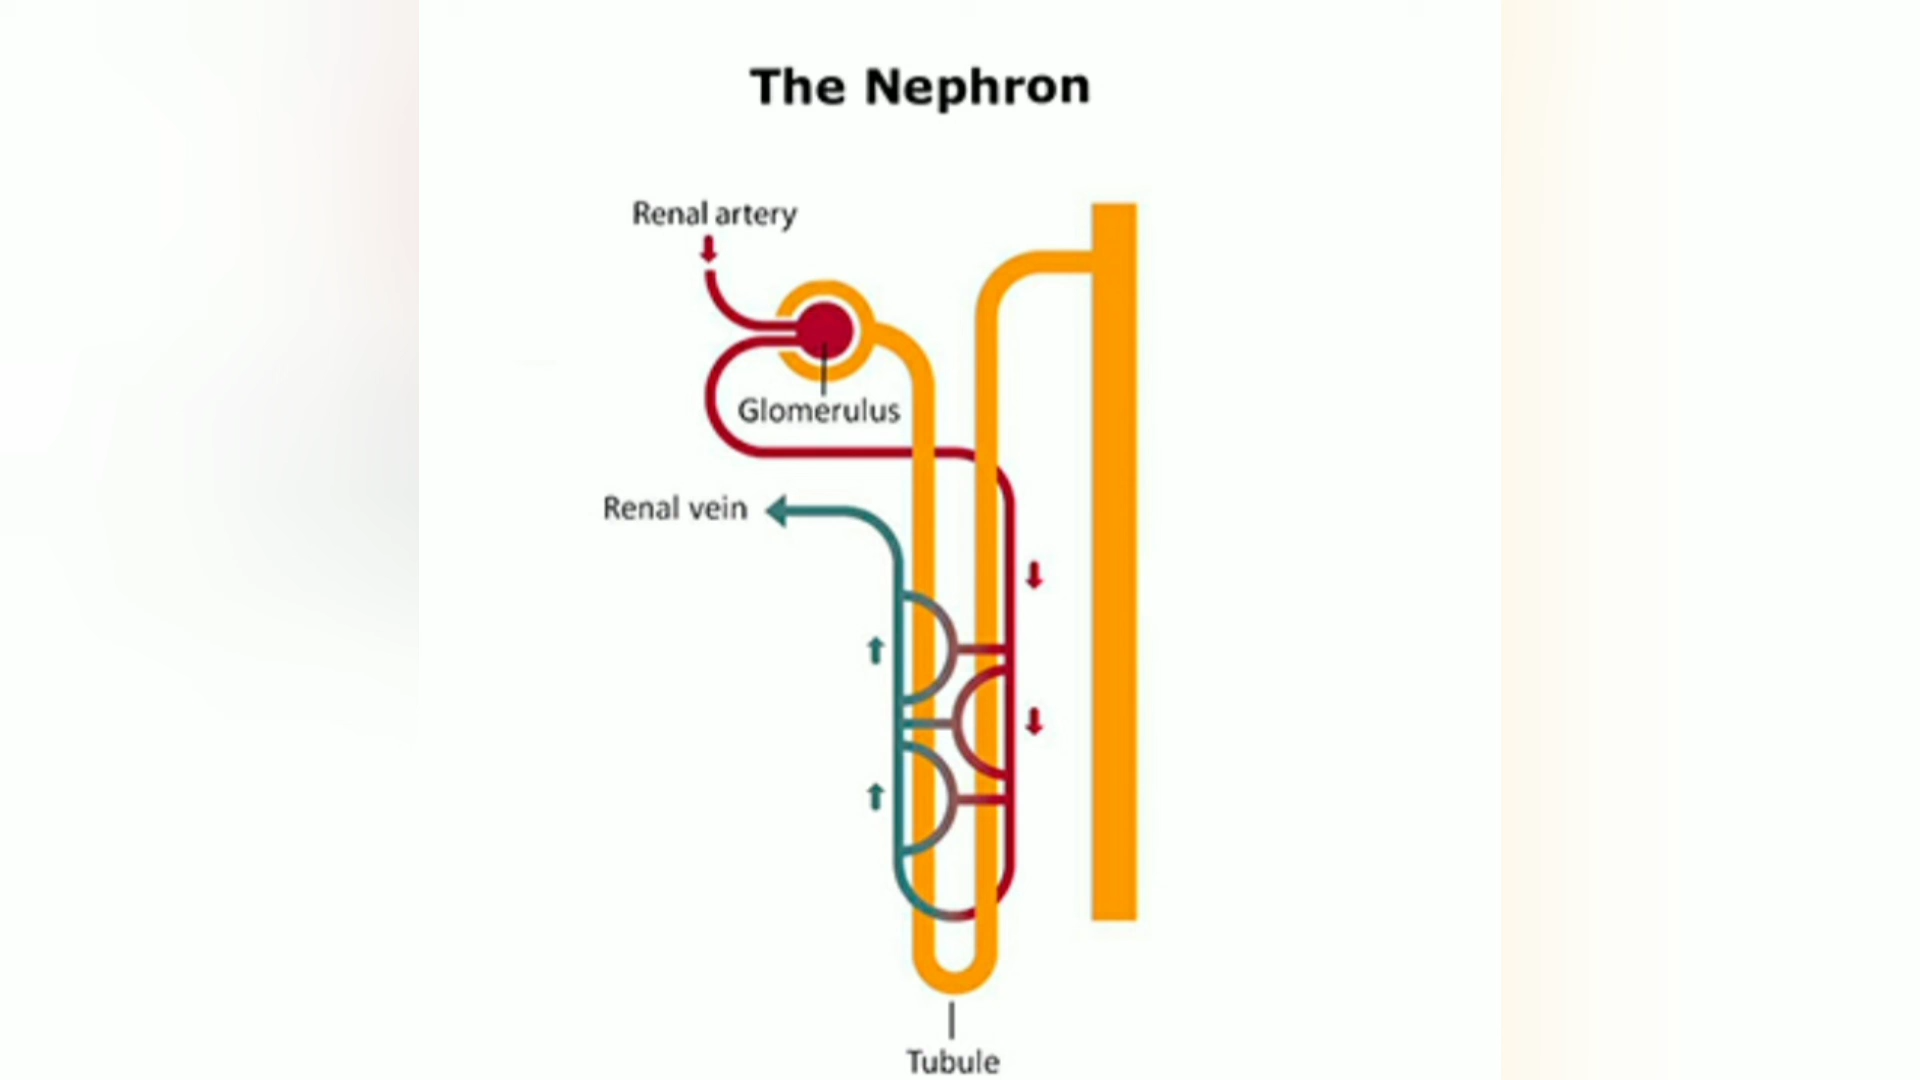 The Nephron
Renal artery
Glomerulus
Renal vein
Tubule